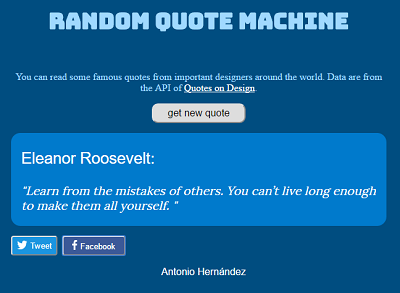 RANDOM QUOTE MACHINE
You can read some famous quotes from important designers around the world. Data are from
the API of Quotes on Design.
get new quote
Eleanor Roosevelt:
"Learn from the mistakes of others. You can't live long enough
to make them all yourself. "
Tweet Facebook
Antonio Hernández